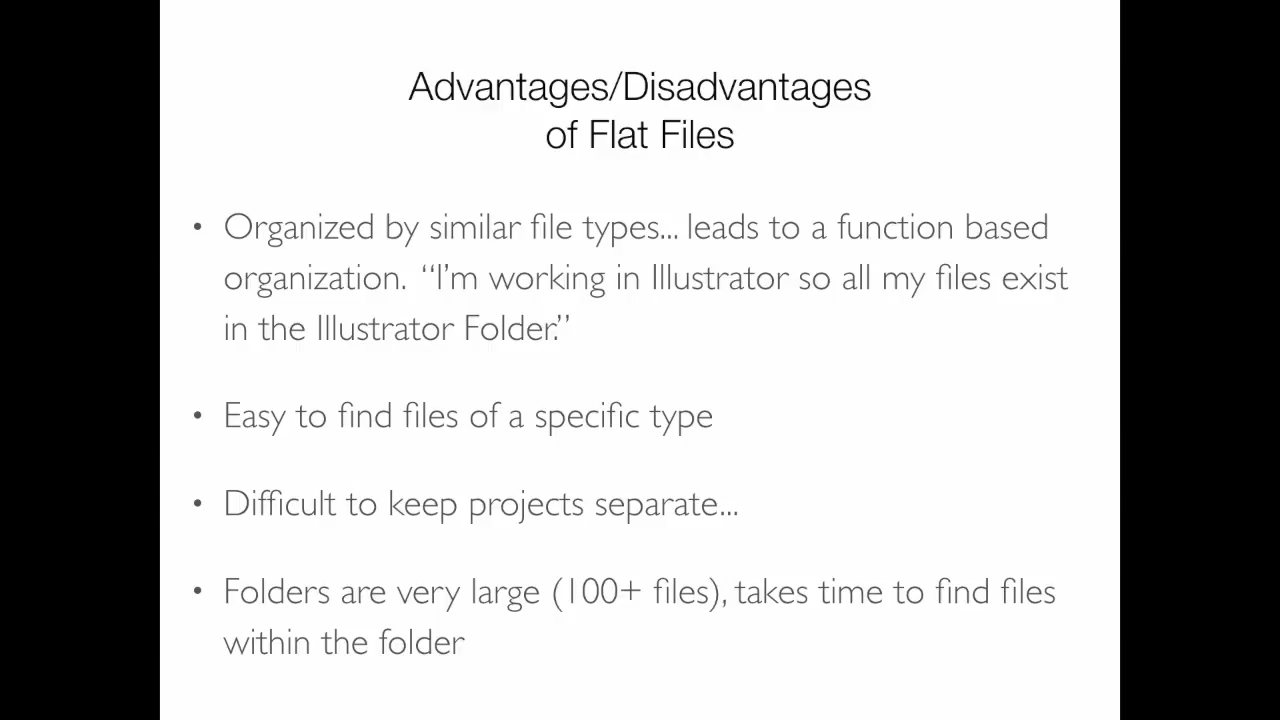 Advantages/Disadvantages
of Flat Files
• Organized by similar file types... leads to a function based
organization. “I’m working in Illustrator so all my files exist
in the Illustrator Folder.”
• Easy to find files of a specific type
• Difficult to keep projects separate...
• Folders are very large (100+ files), takes time to find files
within the folder